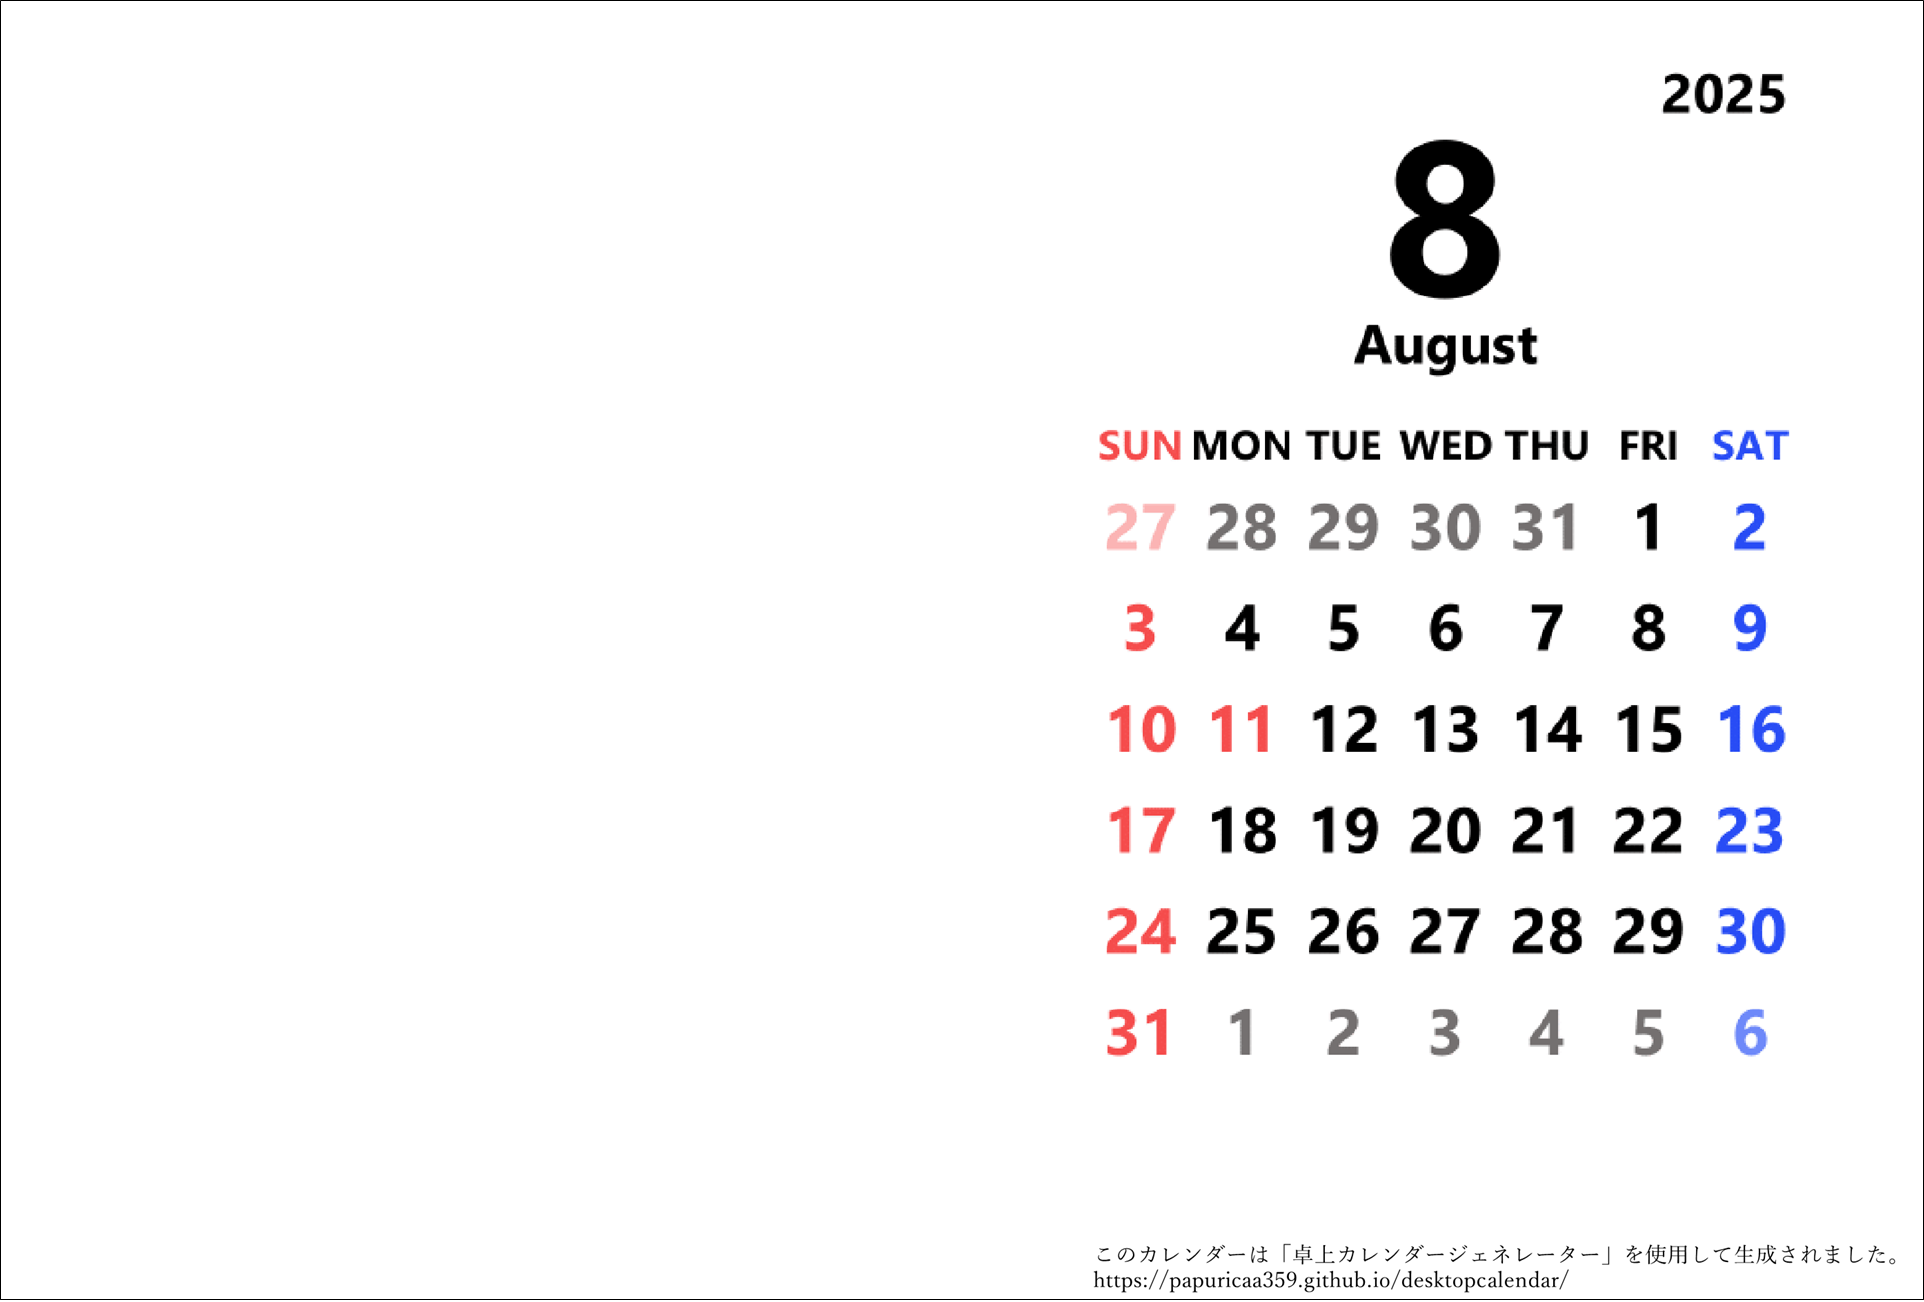 2025
8
August
SUN MON TUE WED THU FRI SAT
27 28 29 30 31 1 2
3 4 5 6 7 8 9
10 11 12 13 14 15 16
17 18 19 20 21 22 23
24 25 26 27 28 29 30
31 1 2 3 4 5 6
このカレンダーは「卓上カレンダージェネレーター」を使用して生成されました。
https://papuricaa359.github.io/desktopcalendar/